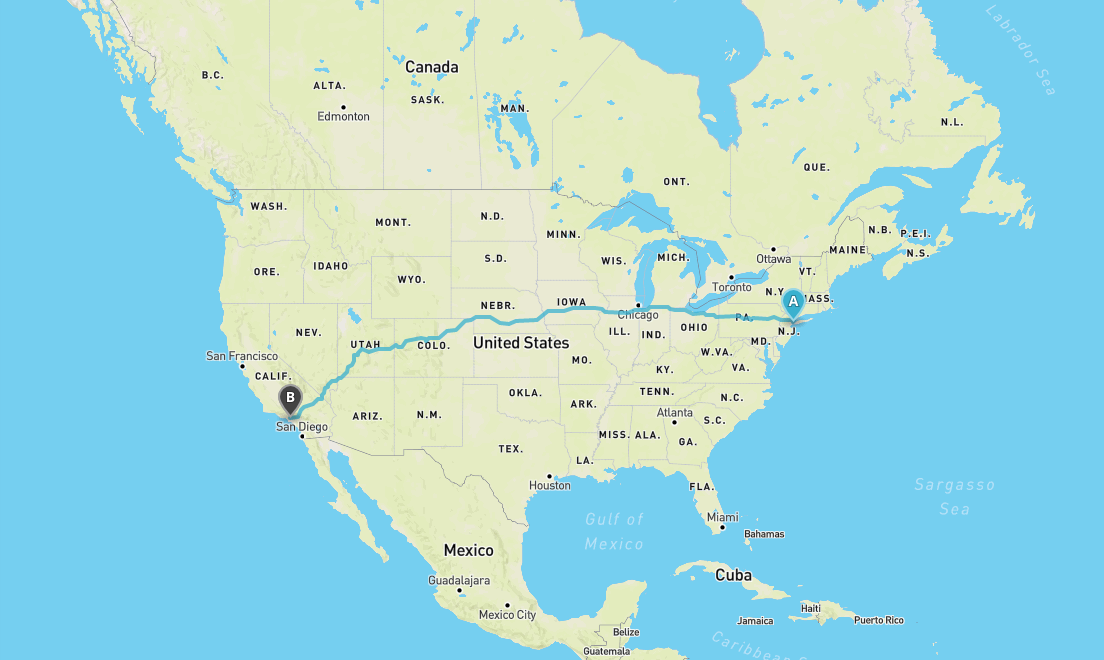 Labrador Sea
Canada
B.C.
ALTA.
SASK.
Edmonton
MAN.
N.L.
QUE.
ONT.
WASH.
MONT.
N.D.
MINN.
N.B.
P.E.I.
MAINE
N.S.
Ottawa
ORE.
IDAHO
S.D.
WIS.
MICH.
VT.
WYO.
Toronto
N.Y.
A
ASS.
NEBR.
IOWA
Chicago
PA.
NEV.
ILL.
IND.
OHIO
N.J.
UTAH
COLO.
United States
MD.
San Francisco
MO.
W.VA.
CALIF.
KY.
VA.
B
OKLA.
TENN.
N.C.
ARIZ.
N.M.
ARK.
Atlanta
S.C.
San Diego
MISS.
ALA.
GA.
TEX.
LA.
Houston
FLA.
Sargasso
Sea
Gulf of
Mexico
Miami
Bahamas
Mexico
Guadalajara
Cuba
Mexico City
Haiti
Jamaica
Puerto Rico
Belize
Guatemala
Caribbean